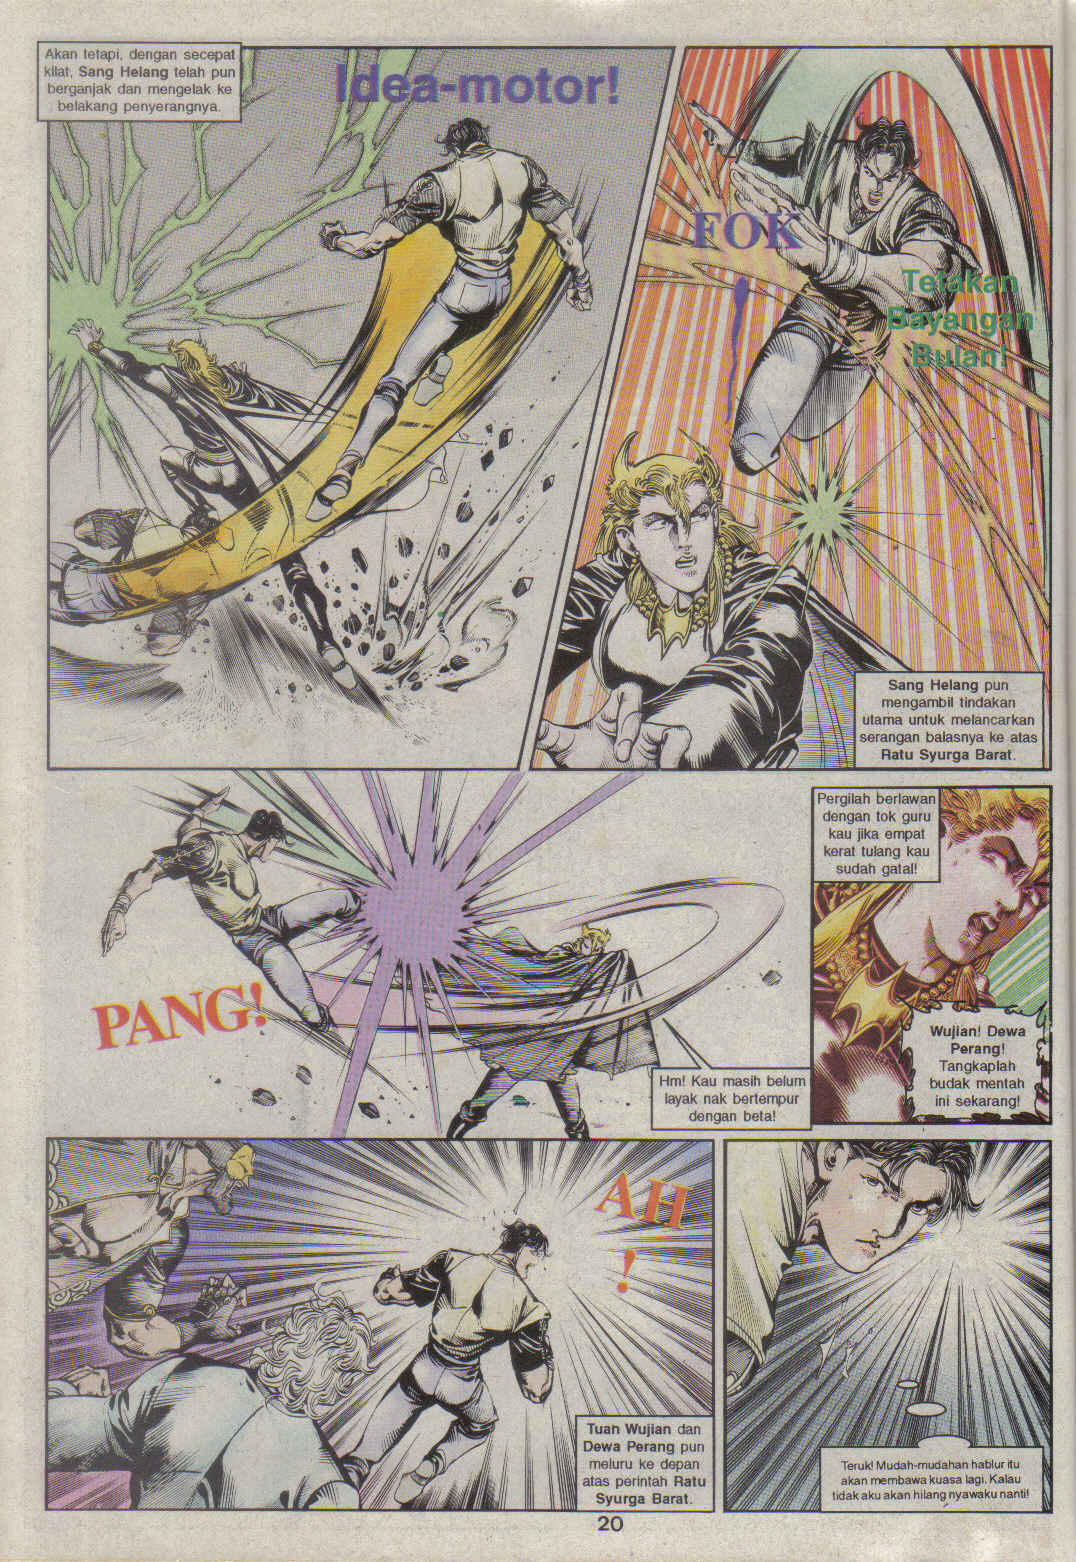 Akan tetapi, dengan secepat
kilat, Sang Helang telah pun
berganjak dan mengelak ke
belakang penyerangnya.
Idea-motor!
FOK
Tetakan
Bayangan
Bulan!
Sang Helang pun
mengambil tindakan
utama untuk melancarkan
serangan balasnya ke atas
Ratu Syurga Barat.
PANG!
Hm! Kau masih belum
layak nak bertempur
dengan beta!
Pergilah berlawan
dengan tok guru
kau jika empat
kerat tulang kau
sudah gatal!
Wujian! Dewa
Perang!
Tangkaplah
budak mentah
ini sekarang!
AH
!
Tuan Wujian dan
Dewa Perang pun
meluru ke depan
atas perintah Ratu
Syurga Barat.
Teruk! Mudah-mudahan hablur itu
akan membawa kuasa lagi. Kalau
tidak aku akan hilang nyawaku nanti!
20